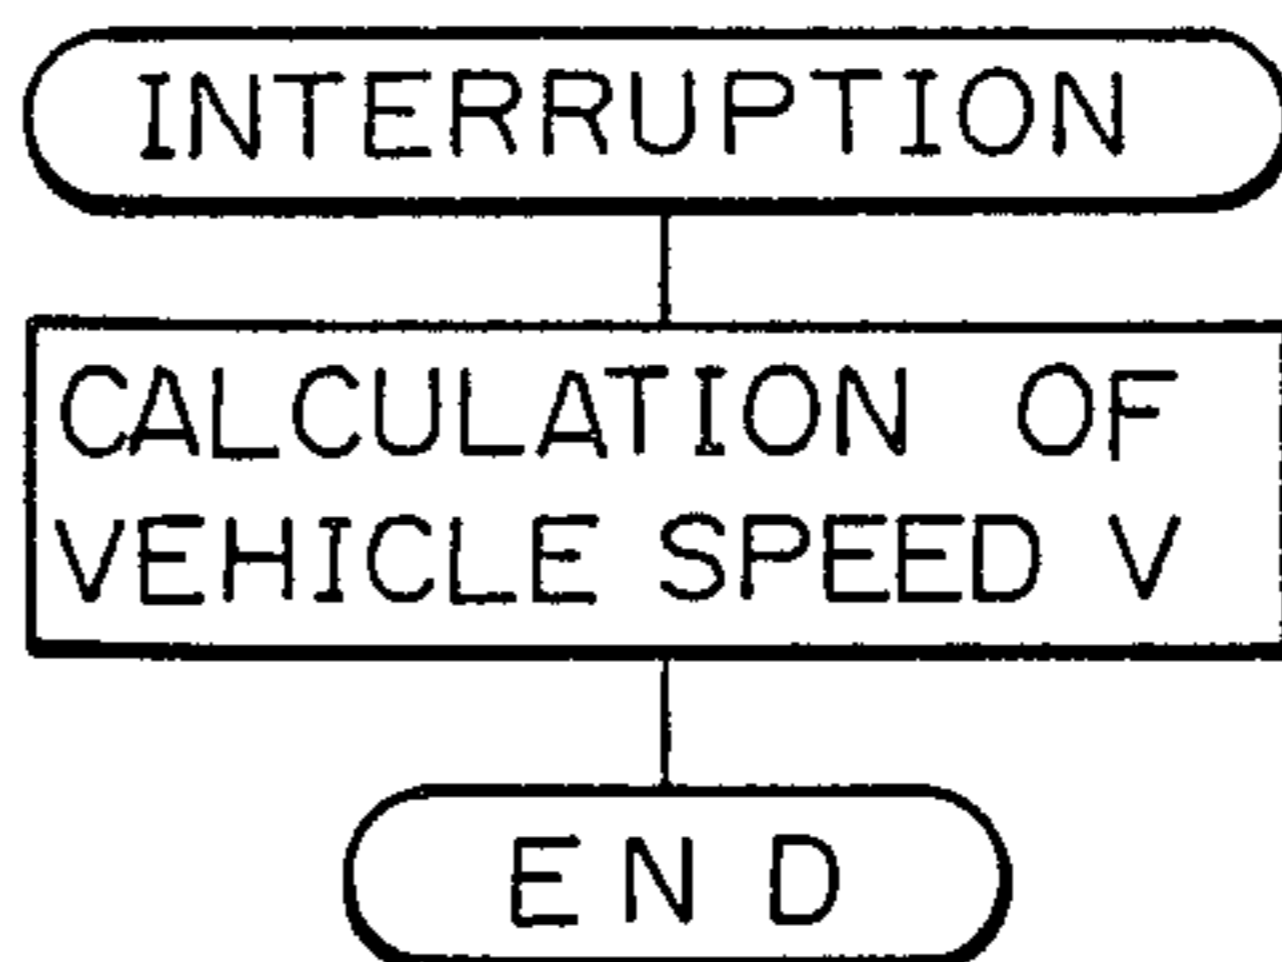 INTERRUPTION
CALCULATION OF
VEHICLE SPEED V
END